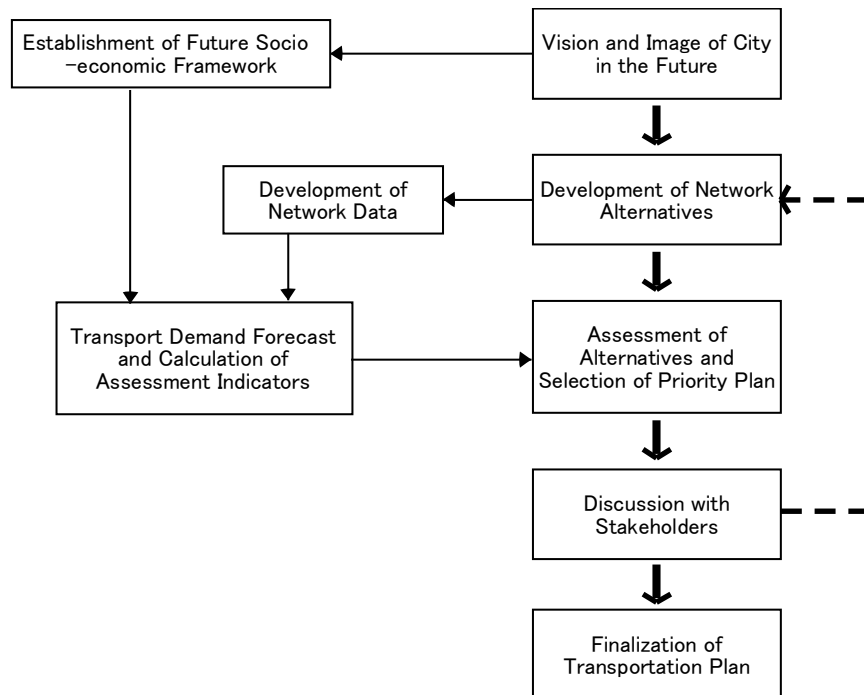 Establishment of Future Socio
-economic Framework
Vision and Image of City
in the Future
Development of
Network Data
Development of Network
Alternatives
Transport Demand Forecast
and Calculation of
Assessment Indicators
Assessment of
Alternatives and
Selection of Priority Plan
Discussion with
Stakeholders
Finalization of
Transportation Plan